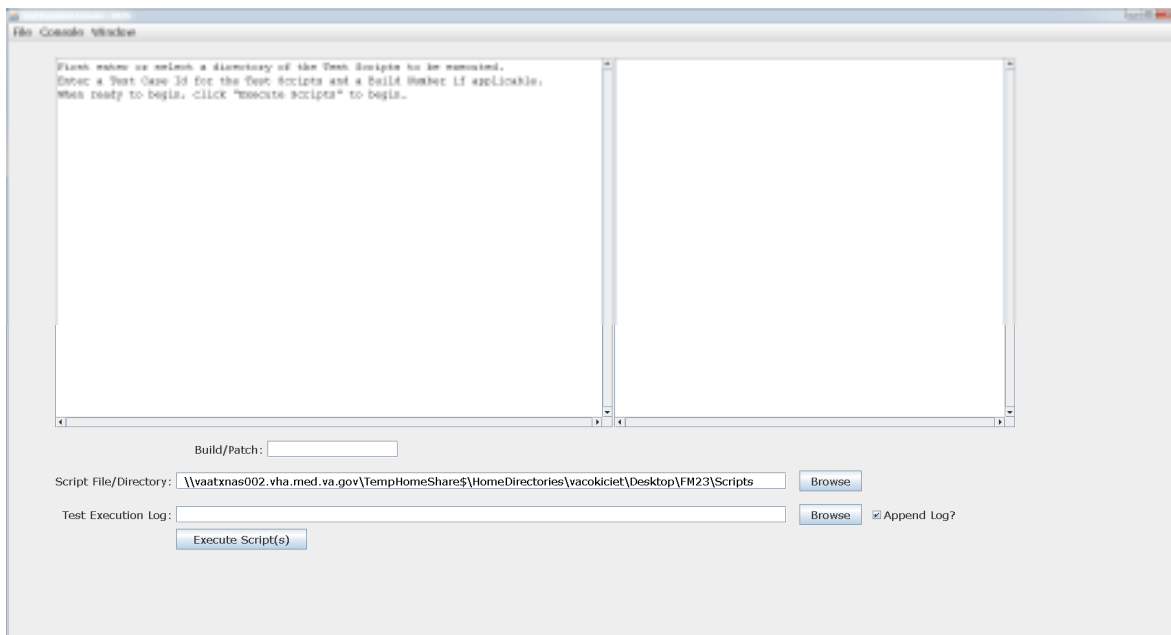 File Console Window
First enter or select a directory of the Test Scripts to be executed.
Enter a Test Case Id for the Test Scripts and a Build Number if applicable.
When ready to begin, click "Execute Scripts" to begin.
Build/Patch:
Script File/Directory: \\vaatxnas002.vha.med.va.gov\TempHomeShare$\HomeDirectories\vacokiciet\Desktop\FM23\Scripts Browse
Test Execution Log: Browse Append Log?
Execute Script(s)